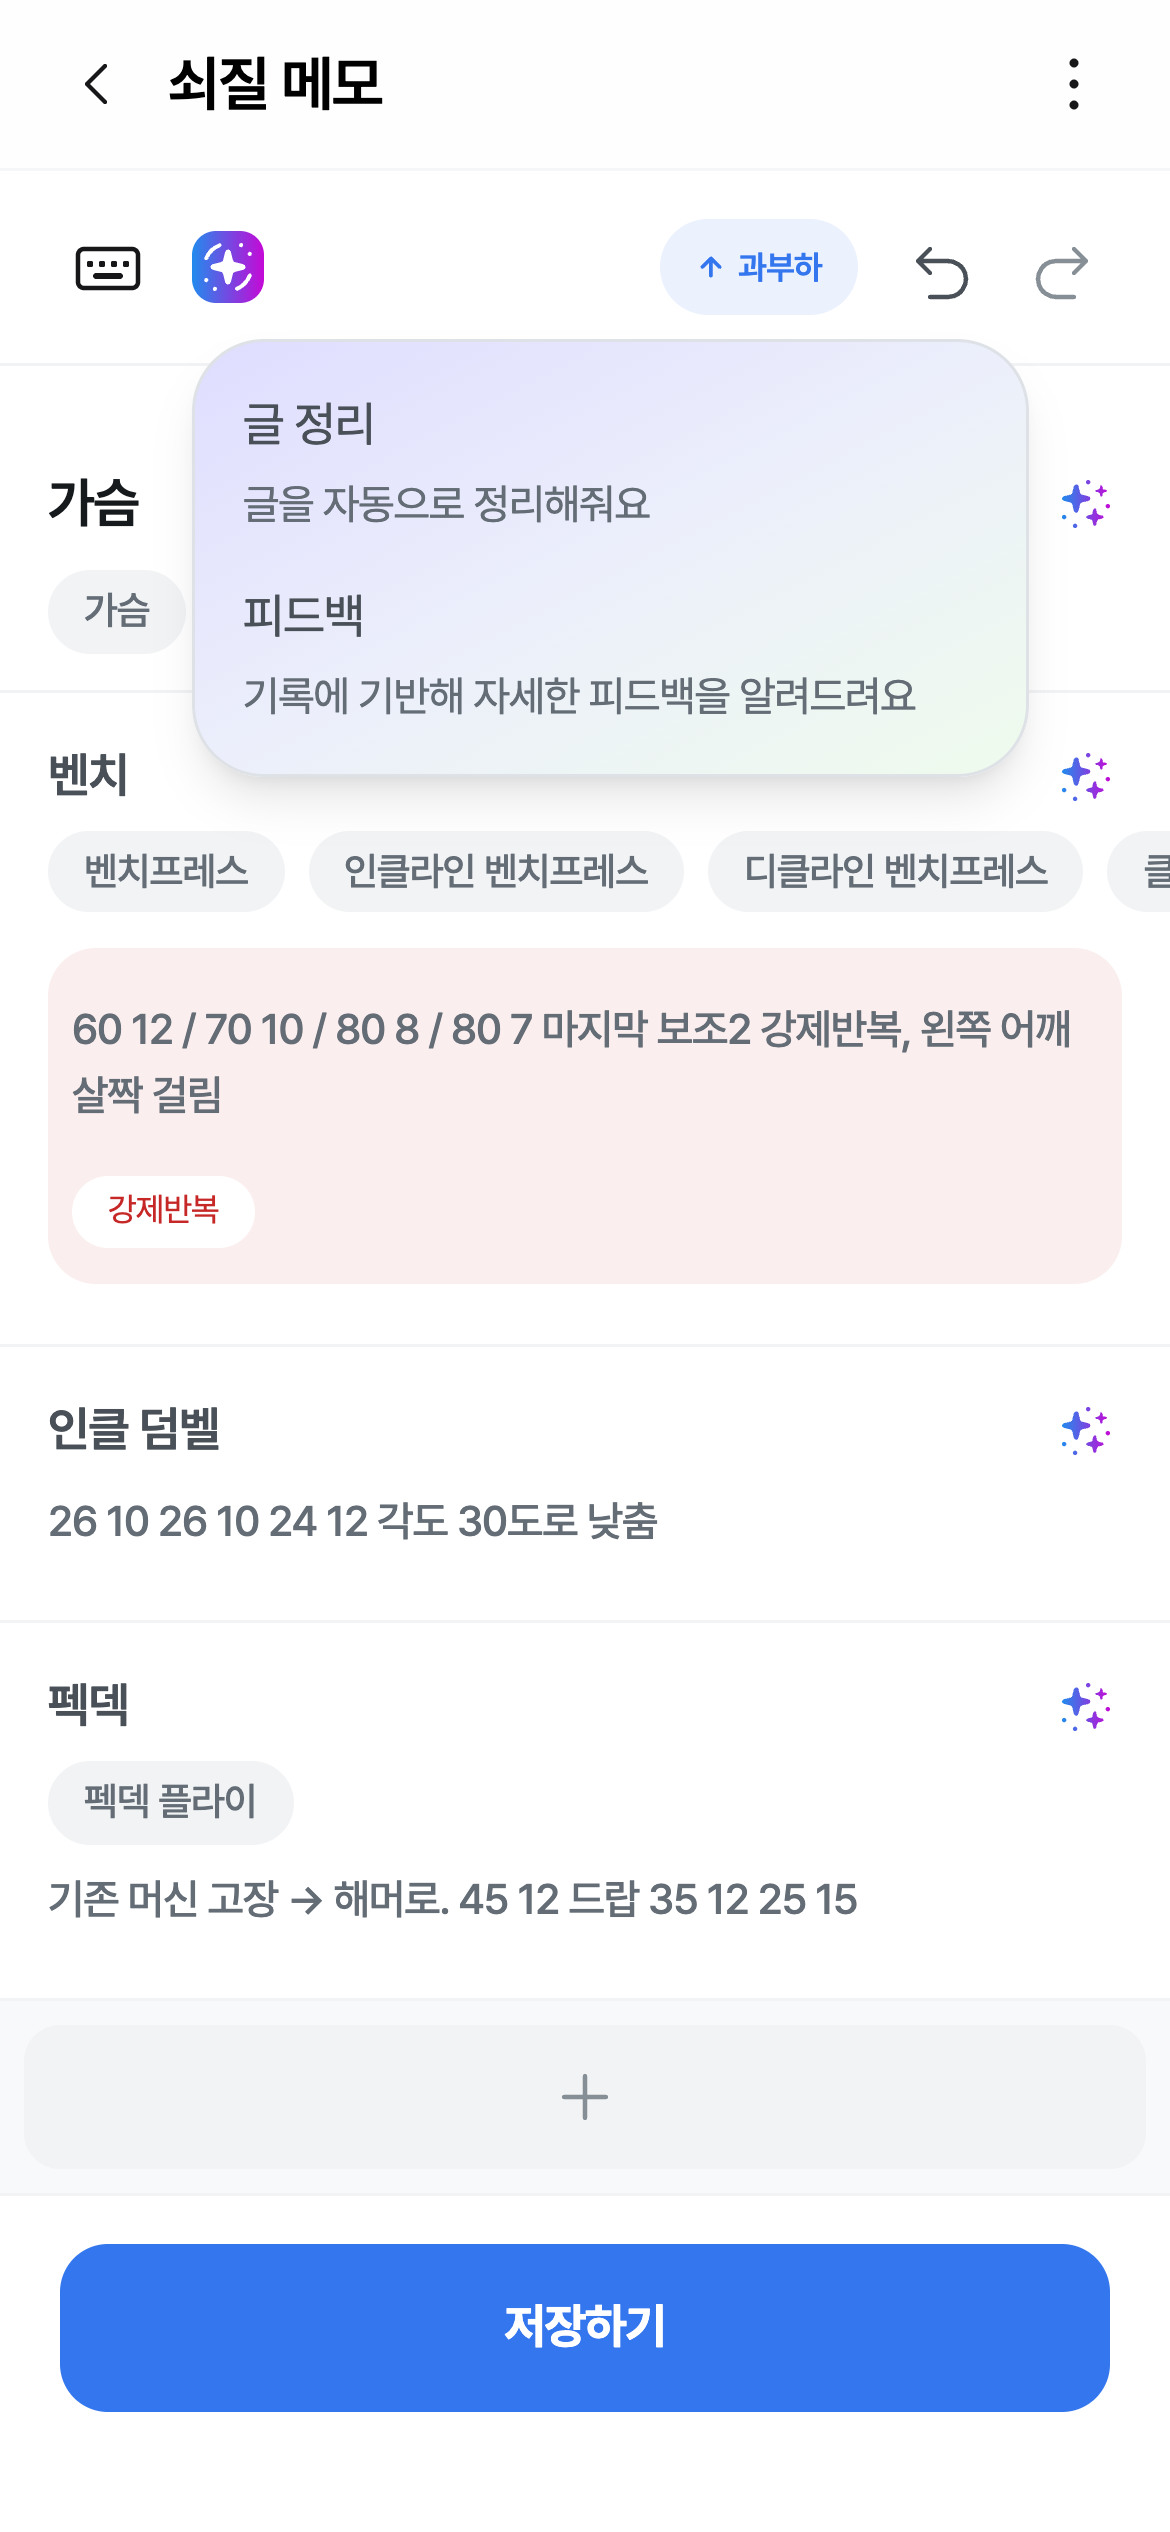 쇠질 메모
과부하
글 정리
글을 자동으로 정리해줘요
피드백
기록에 기반해 자세한 피드백을 알려드려요
가슴
가슴
벤치
벤치프레스 인클라인 벤치프레스 디클라인 벤치프레스
60 12 / 70 10 / 80 8 / 80 7 마지막 보조2 강제반복, 왼쪽 어깨
살짝 걸림
강제반복
인클 덤벨
26 10 26 10 24 12 각도 30도로 낮춤
펙덱
펙덱 플라이
기존 머신 고장 → 해머로. 45 12 드랍 35 12 25 15
저장하기